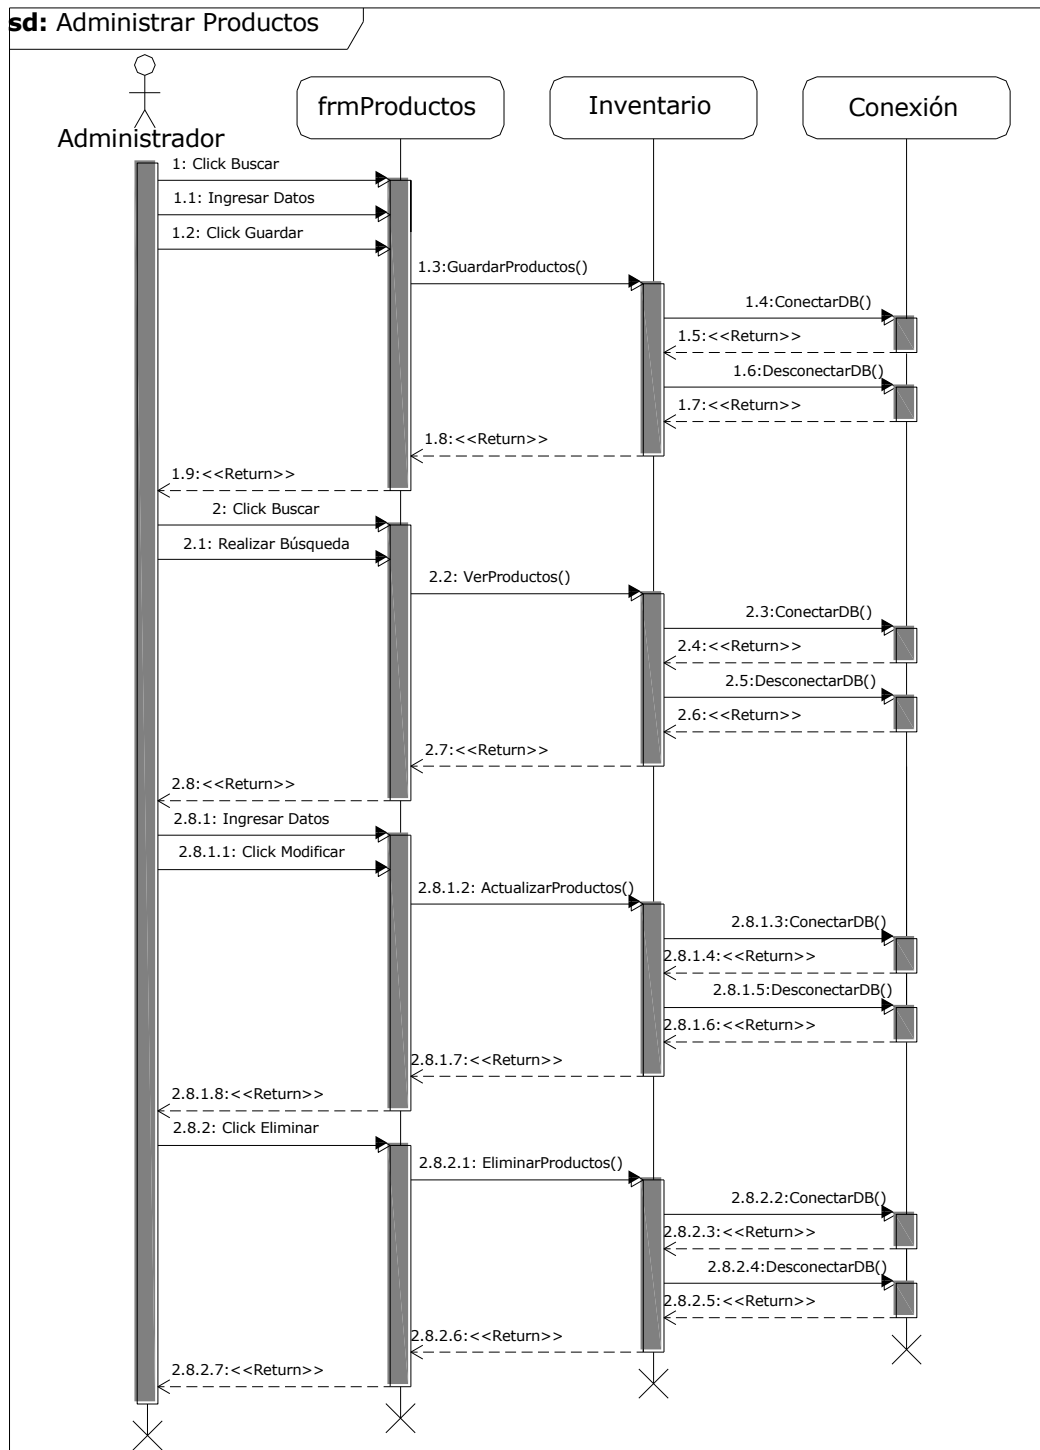 sd: Administrar Productos
Administrador
frmProductos
Inventario
Conexión
1: Click Buscar
1.1: Ingresar Datos
1.2: Click Guardar
1.3:GuardarProductos()
1.4:ConectarDB()
1.5:<<Return>>
1.6:DesconectarDB()
1.7:<<Return>>
1.8:<<Return>>
1.9:<<Return>>
2: Click Buscar
2.1: Realizar Búsqueda
2.2: VerProductos()
2.3:ConectarDB()
2.4:<<Return>>
2.5:DesconectarDB()
2.6:<<Return>>
2.7:<<Return>>
2.8:<<Return>>
2.8.1: Ingresar Datos
2.8.1.1: Click Modificar
2.8.1.2: ActualizarProductos()
2.8.1.3:ConectarDB()
2.8.1.4:<<Return>>
2.8.1.5:DesconectarDB()
2.8.1.6:<<Return>>
2.8.1.7:<<Return>>
2.8.1.8:<<Return>>
2.8.2: Click Eliminar
2.8.2.1: EliminarProductos()
2.8.2.2:ConectarDB()
2.8.2.3:<<Return>>
2.8.2.4:DesconectarDB()
2.8.2.5:<<Return>>
2.8.2.6:<<Return>>
2.8.2.7:<<Return>>